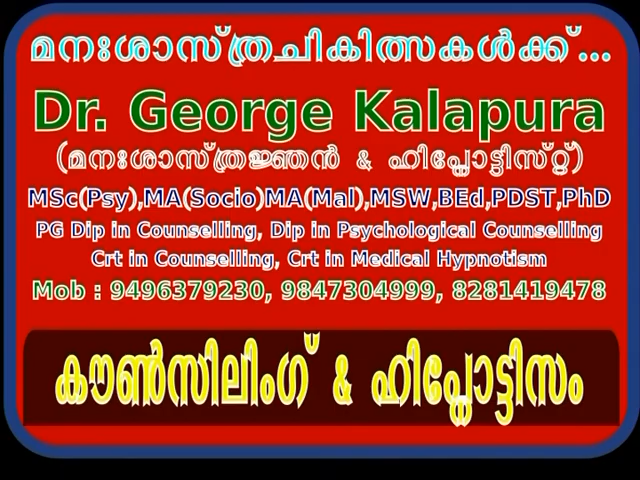 മനഃശാസ്ത്രചികിത്സകൾക്ക്...
Dr. George Kalapura
(മനഃശാസ്ത്രജ്ഞൻ & ഹിപ്നോട്ടിസ്റ്റ്)
MSc(Psy),MA(Socio)MA(Mal),MSW,BEd,PDST,PhD
PG Dip in Counselling, Dip in Psychological Counselling
Crt in Counselling, Crt in Medical Hypnotism
Mob : 9496379230, 9847304999, 8281419478
കൗൺസിലിംഗ് & ഹിപ്നോട്ടിസം